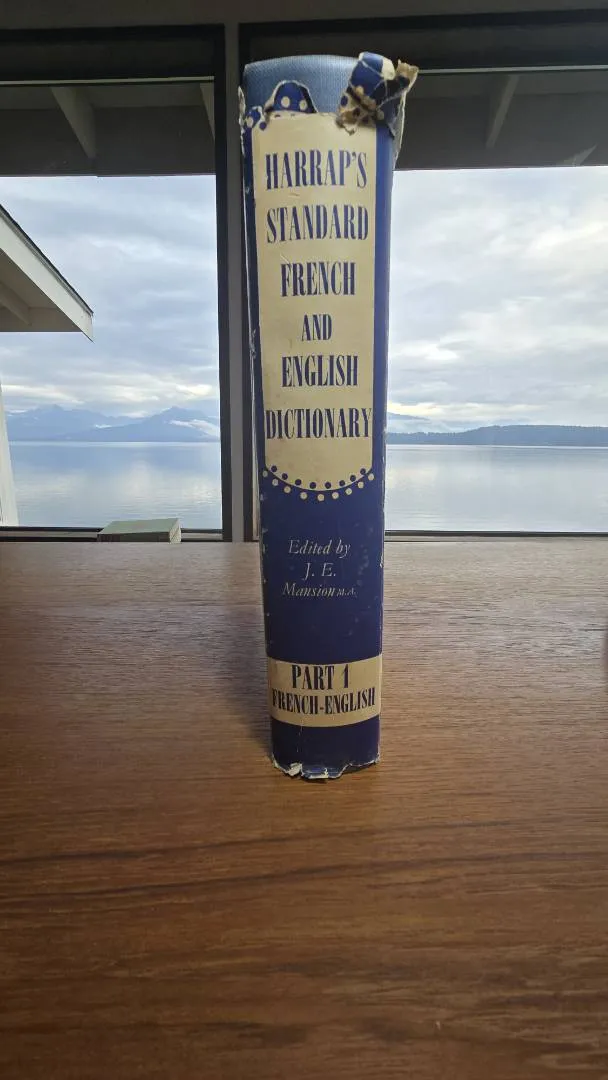 HARRAP'S
STANDARD
FRENCH
AND
ENGLISH
DICTIONARY
Edited by
J. E.
Mansion M.A.
PART 1
FRENCH-ENGLISH